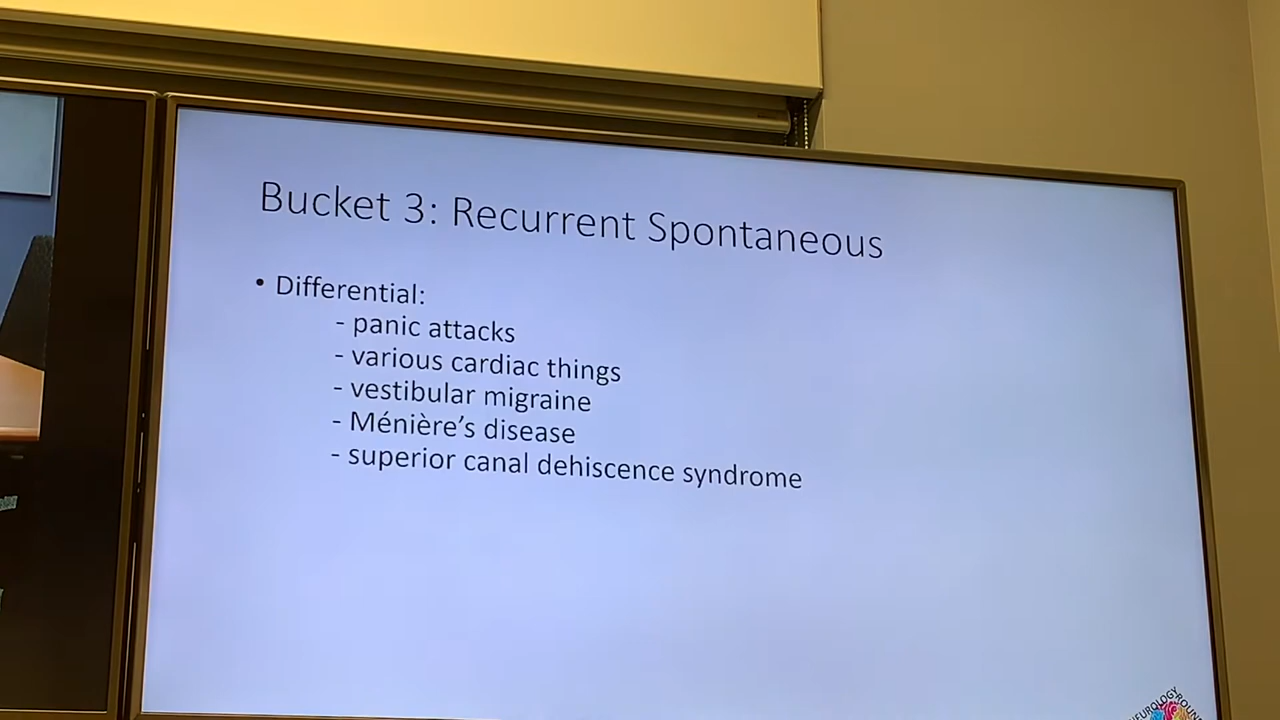 Bucket 3: Recurrent Spontaneous
• Differential:
- panic attacks
- various cardiac things
- vestibular migraine
- Ménière's disease
- superior canal dehiscence syndrome